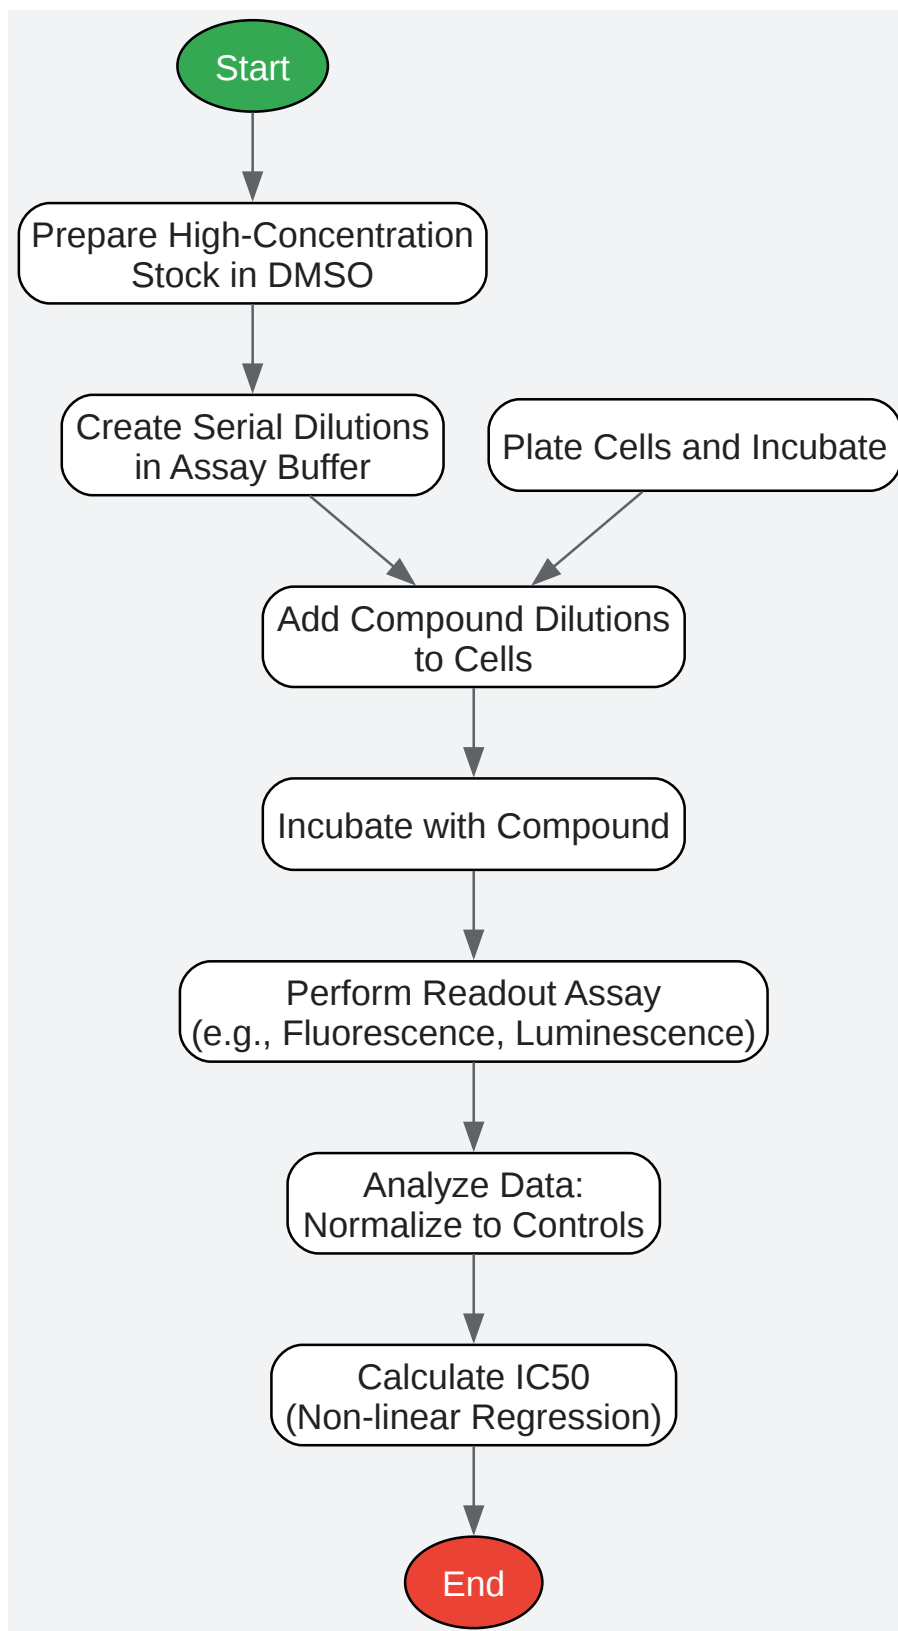 Start
Prepare High-Concentration
Stock in DMSO
Create Serial Dilutions
in Assay Buffer
Plate Cells and Incubate
Add Compound Dilutions
to Cells
Incubate with Compound
Perform Readout Assay
(e.g., Fluorescence, Luminescence)
Analyze Data:
Normalize to Controls
Calculate IC50
(Non-linear Regression)
End